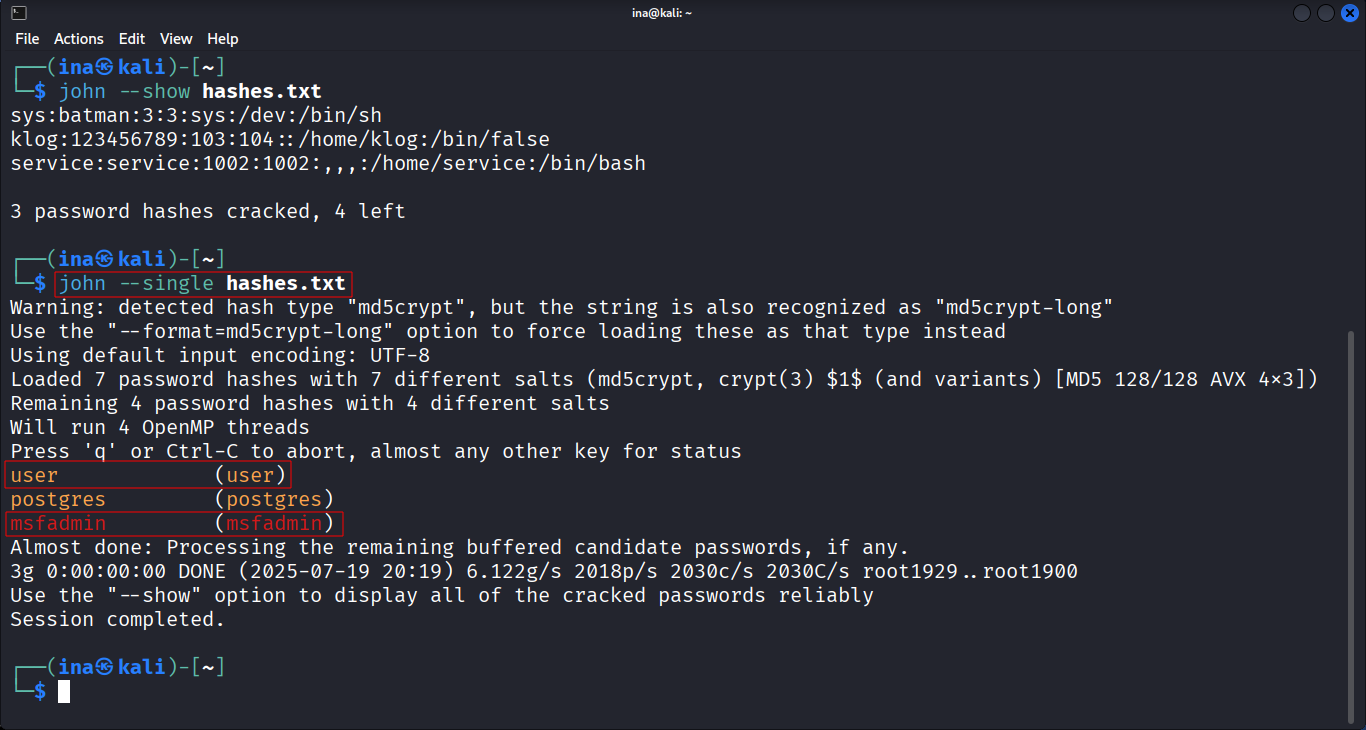 ina@kali: ~
File Actions Edit View Help
┌──(ina㉿kali)-[~]
└─$ john --show hashes.txt
sys:batman:3:3:sys:/dev:/bin/sh
klog:123456789:103:104::/home/klog:/bin/false
service:service:1002:1002:,,,:/home/service:/bin/bash
3 password hashes cracked, 4 left
┌──(ina㉿kali)-[~]
└─$ john --single hashes.txt
Warning: detected hash type "md5crypt", but the string is also recognized as "md5crypt-long"
Use the "--format=md5crypt-long" option to force loading these as that type instead
Using default input encoding: UTF-8
Loaded 7 password hashes with 7 different salts (md5crypt, crypt(3) $1$ (and variants) [MD5 128/128 AVX 4×3])
Remaining 4 password hashes with 4 different salts
Will run 4 OpenMP threads
Press 'q' or Ctrl-C to abort, almost any other key for status
user (user)
postgres (postgres)
msfadmin (msfadmin)
Almost done: Processing the remaining buffered candidate passwords, if any.
3g 0:00:00:00 DONE (2025-07-19 20:19) 6.122g/s 2018p/s 2030c/s 2030C/s root1929..root1900
Use the "--show" option to display all of the cracked passwords reliably
Session completed.
┌──(ina㉿kali)-[~]
└─$